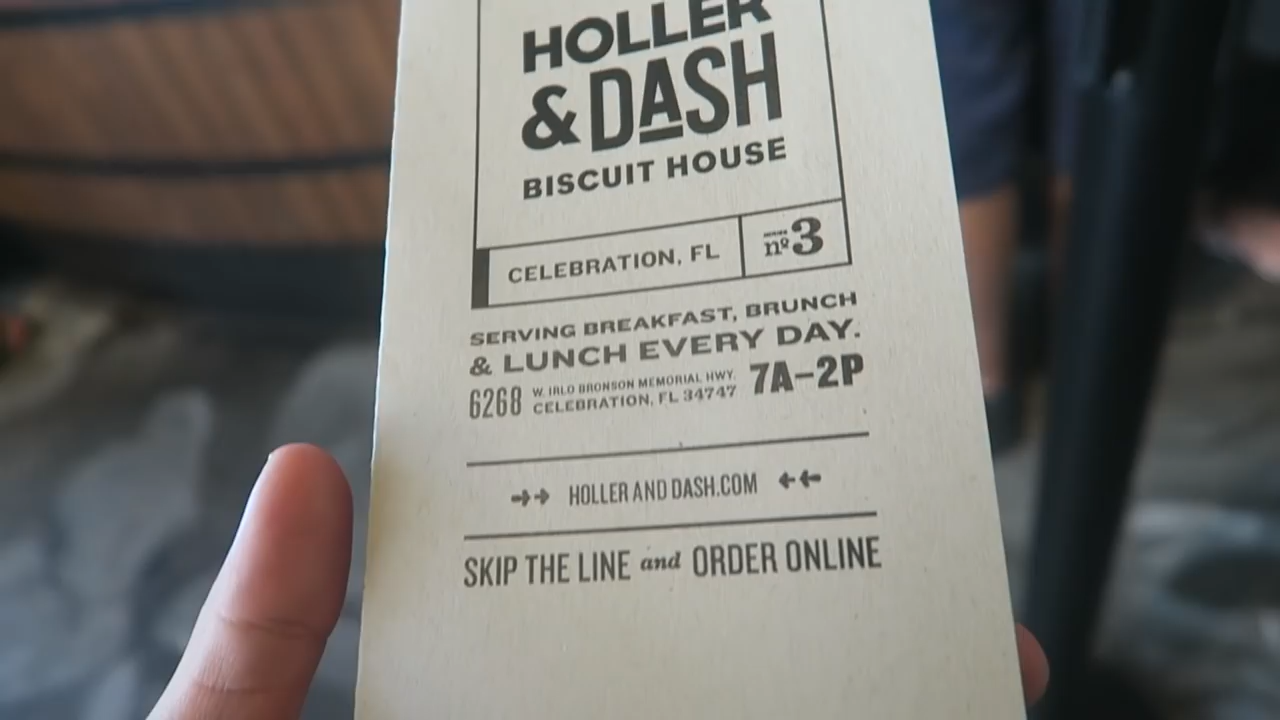 HOLLER
& DASH
BISCUIT HOUSE
CELEBRATION, FL
nº3
SERVING BREAKFAST, BRUNCH
& LUNCH EVERY DAY.
6268 W. IRLO BRONSON MEMORIAL HWY. CELEBRATION, FL 34747 7A–2P
HOLLER AND DASH.COM
SKIP THE LINE and ORDER ONLINE